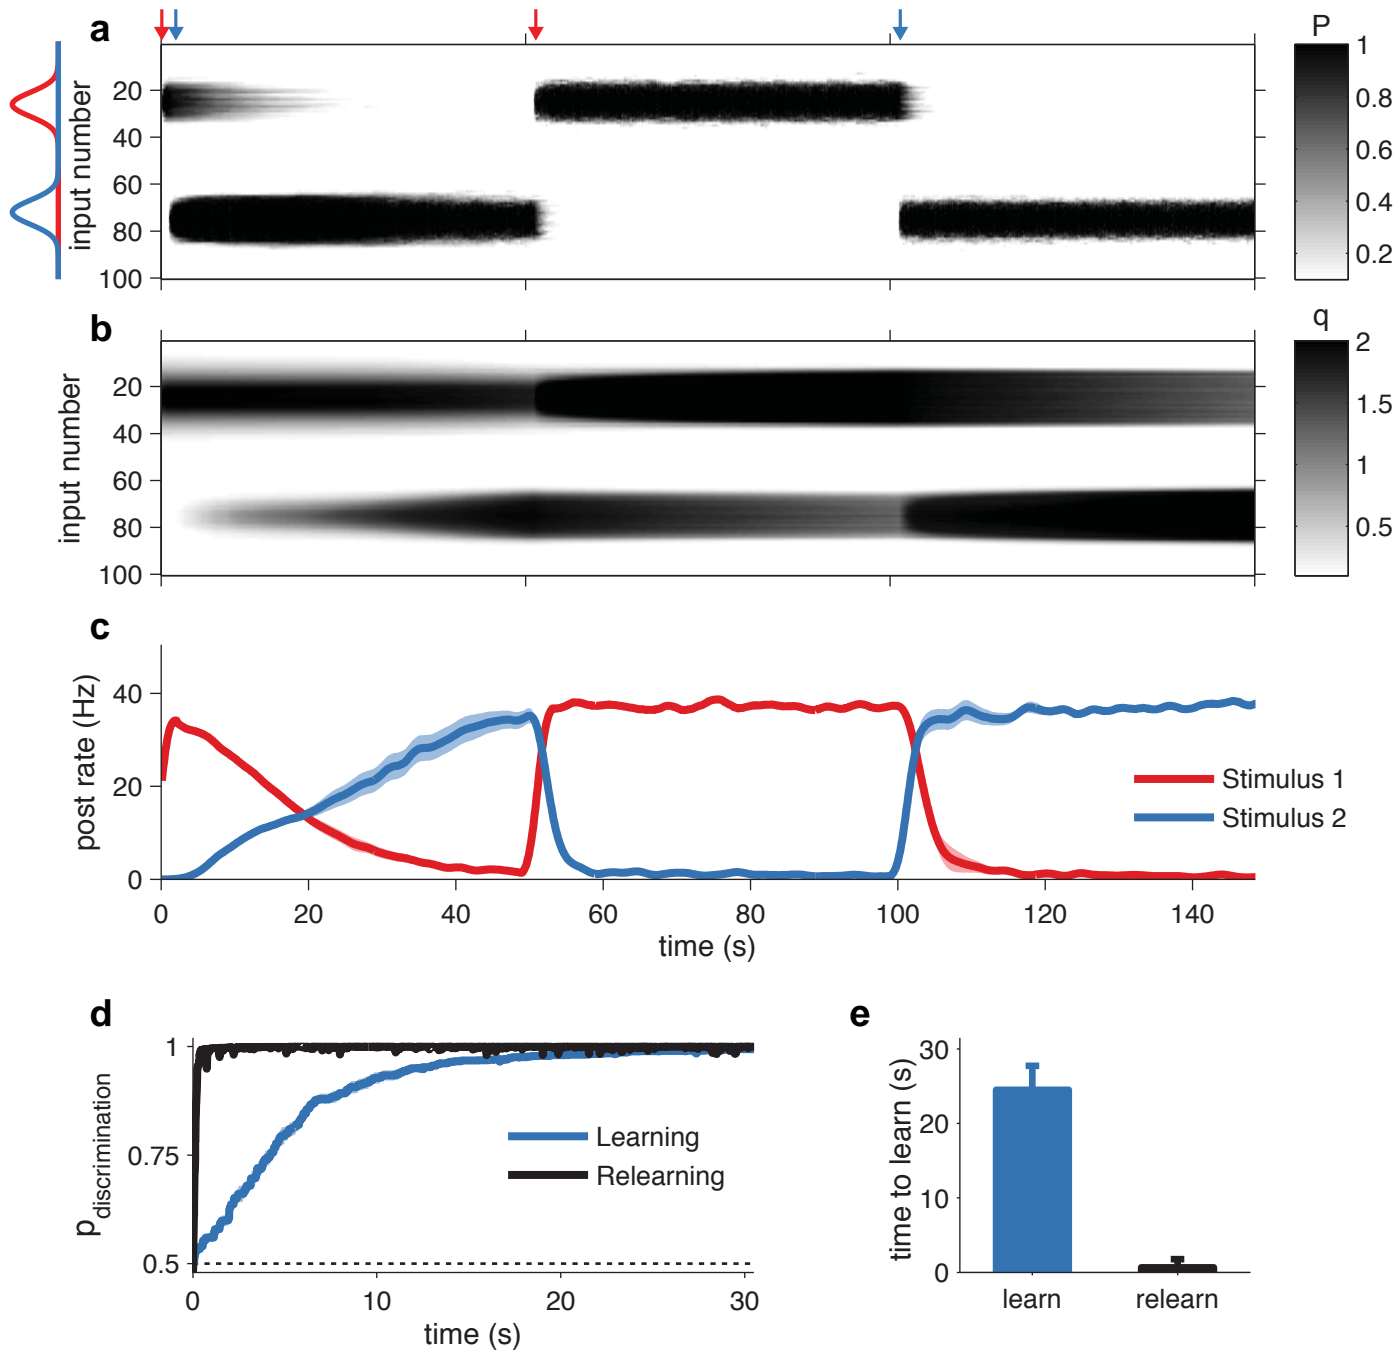 a
P
input number
20
40
60
80
100
1
0.8
0.6
0.4
0.2
b
q
input number
20
40
60
80
100
2
1.5
1
0.5
c
post rate (Hz)
40
20
0
Stimulus 1
Stimulus 2
0 20 40 60 80 100 120 140
time (s)
d
p discrimination
1
0.75
0.5
Learning
Relearning
0 10 20 30
time (s)
e
time to learn (s)
30
20
10
0
learn relearn